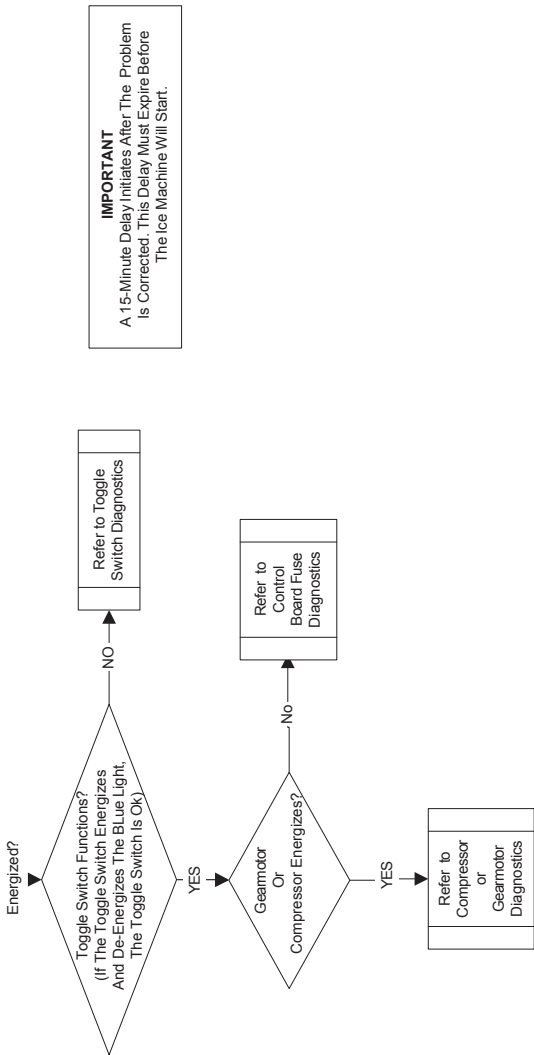 Energized?
Toggle Switch Functions?
(If The Toggle Switch Energizes
And De-Energizes The BLue Light,
The Toggle Switch Is Ok)
NO
Refer to Toggle
Switch Diagnostics
YES
Gearmotor
Or
Compressor Energizes?
No
Refer to
Control
Board Fuse
Diagnostics
YES
Refer to
Compressor
or
Gearmotor
Diagnostics
IMPORTANT
A 15-Minute Delay Initiates After The Problem
Is Corrected. This Delay Must Expire Before
The Ice Machine Will Start.